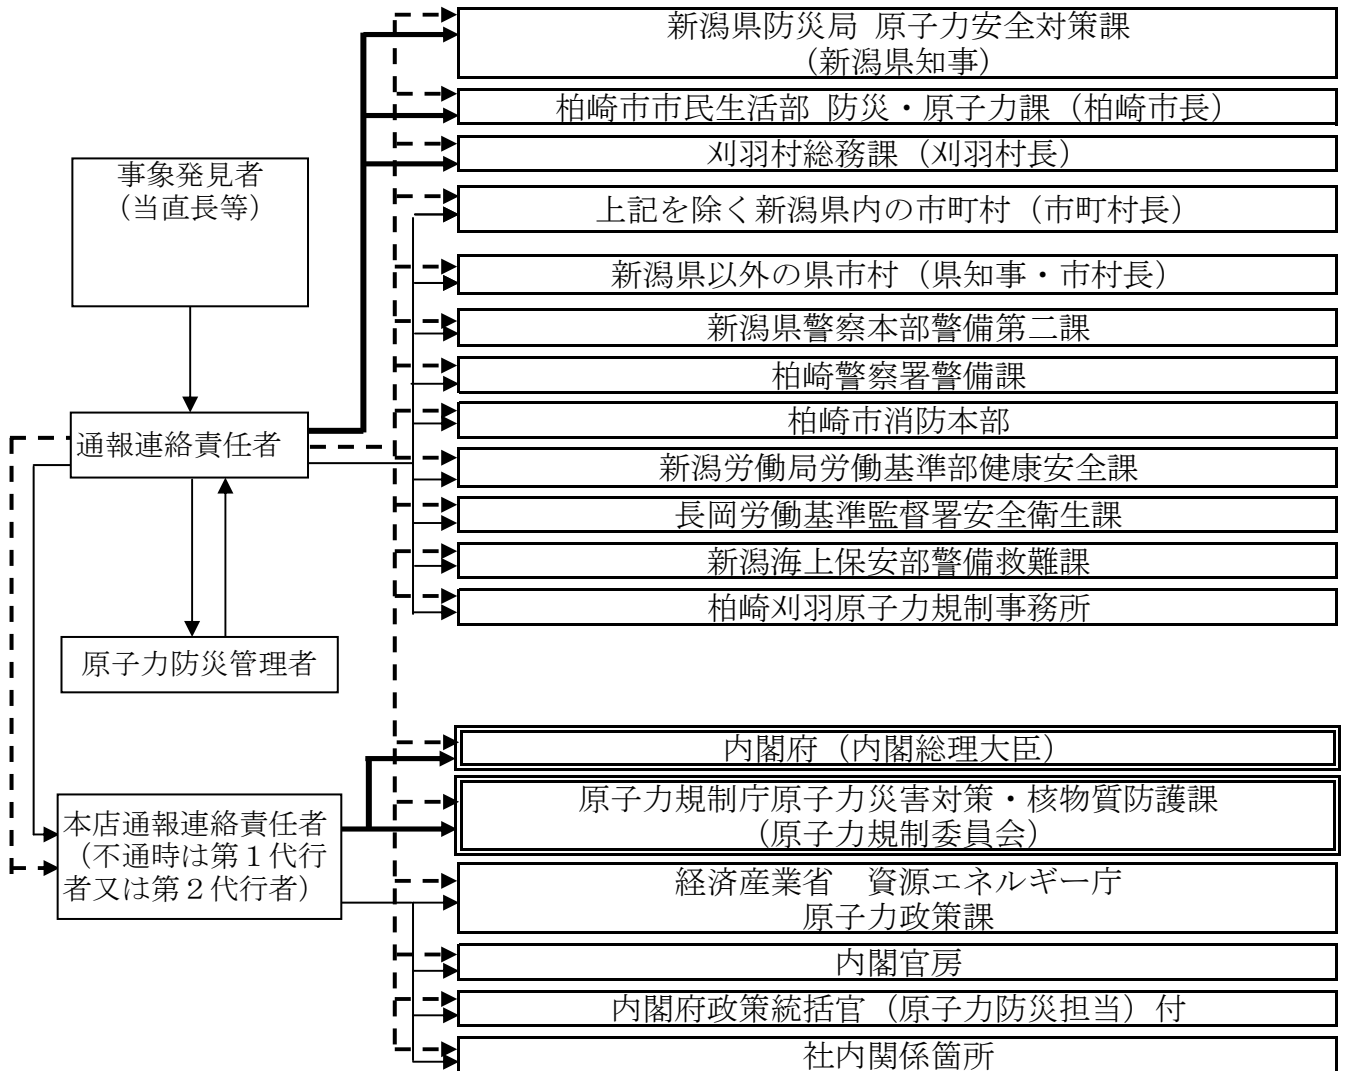 新潟県防災局 原子力安全対策課
（新潟県知事）
柏崎市市民生活部 防災・原子力課（柏崎市長）
刈羽村総務課（刈羽村長）
上記を除く新潟県内の市町村（市町村長）
新潟県以外の県市村（県知事・市村長）
新潟県警察本部警備第二課
柏崎警察署警備課
柏崎市消防本部
新潟労働局労働基準部健康安全課
長岡労働基準監督署安全衛生課
新潟海上保安部警備救難課
柏崎刈羽原子力規制事務所
事象発見者
（当直長等）
通報連絡責任者
原子力防災管理者
本店通報連絡責任者
（不通時は第１代行
者又は第２代行者）
内閣府（内閣総理大臣）
原子力規制庁原子力災害対策・核物質防護課
（原子力規制委員会）
経済産業省　資源エネルギー庁
原子力政策課
内閣官房
内閣府政策統括官（原子力防災担当）付
社内関係箇所